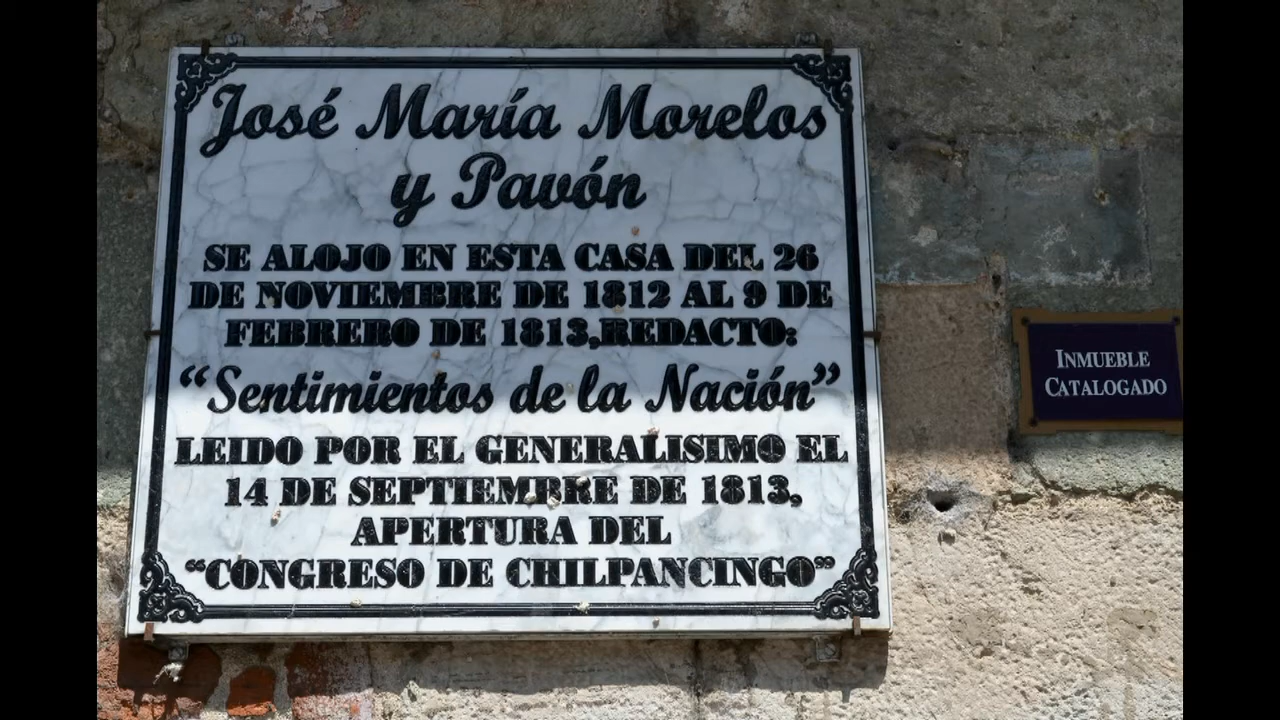 José María Morelos
y Pavón
SE ALOJO EN ESTA CASA DEL 26
DE NOVIEMBRE DE 1812 AL 9 DE
FEBRERO DE 1813,REDACTO:
“Sentimientos de la Nación”
LEIDO POR EL GENERALISIMO EL
14 DE SEPTIEMBRE DE 1813,
APERTURA DEL
“CONGRESO DE CHILPANCINGO”
INMUEBLE
CATALOGADO